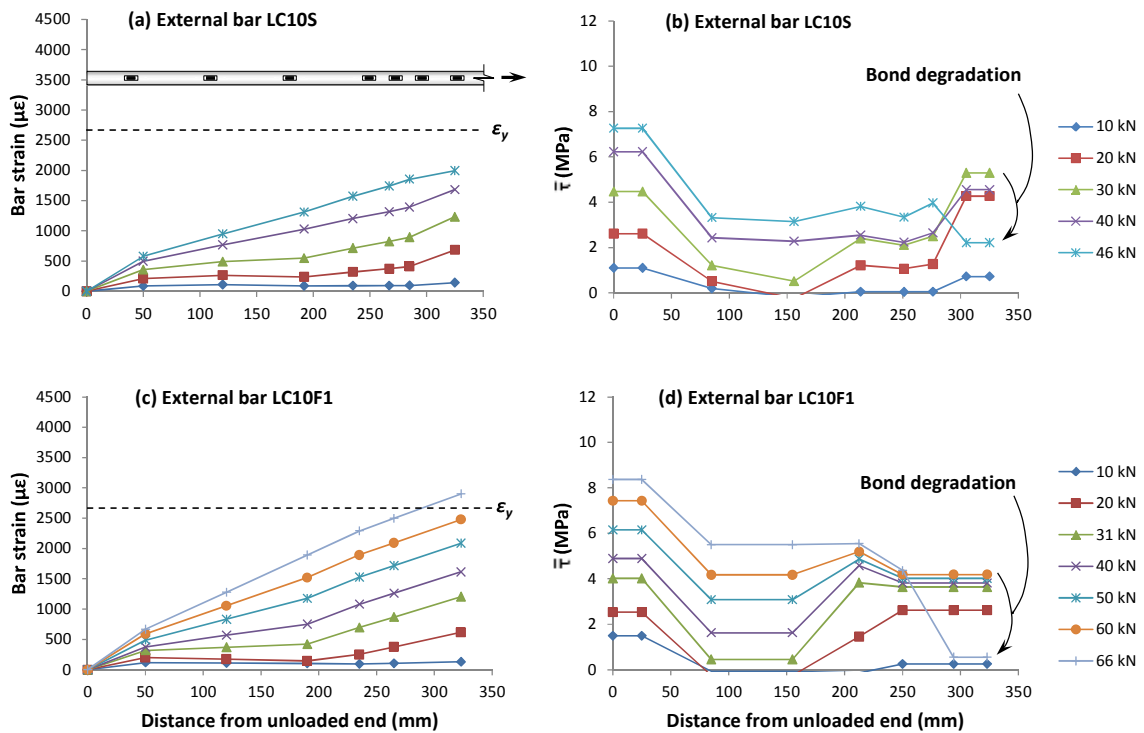 (a) External bar LC10S
Bar strain (με)
4500
4000
3500
3000
2500
2000
1500
1000
500
0
εy
0 50 100 150 200 250 300 350
(b) External bar LC10S
τ̅ (MPa)
12
10
8
6
4
2
0
Bond degradation
0 50 100 150 200 250 300 350
10 kN
20 kN
30 kN
40 kN
46 kN
(c) External bar LC10F1
Bar strain (με)
4500
4000
3500
3000
2500
2000
1500
1000
500
0
εy
0 50 100 150 200 250 300 350
Distance from unloaded end (mm)
(d) External bar LC10F1
τ̅ (MPa)
12
10
8
6
4
2
0
Bond degradation
0 50 100 150 200 250 300 350
Distance from unloaded end (mm)
10 kN
20 kN
31 kN
40 kN
50 kN
60 kN
66 kN